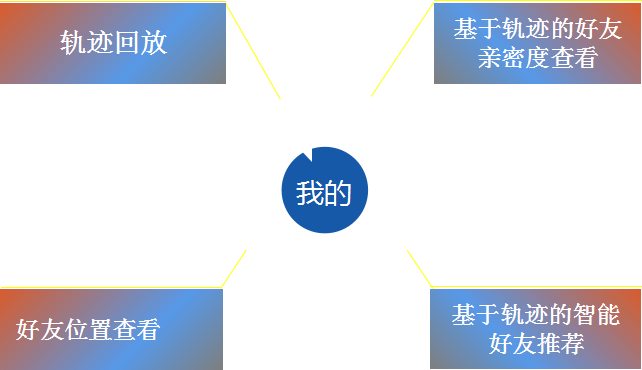 轨迹回放
基于轨迹的好友
亲密度查看
我的
好友位置查看
基于轨迹的智能
好友推荐